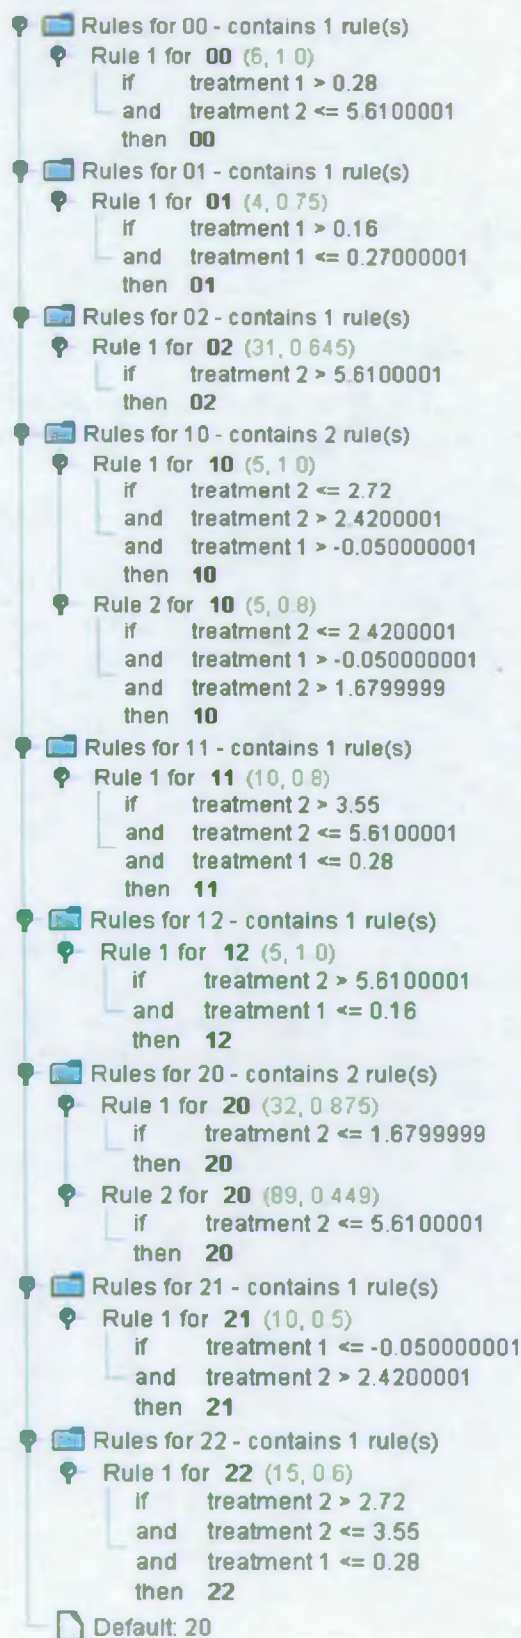 Rules for 00 - contains 1 rule(s)
Rule 1 for 00 (6, 1 0)
if treatment 1 > 0.28
and treatment 2 <= 5.6100001
then 00
Rules for 01 - contains 1 rule(s)
Rule 1 for 01 (4, 0 75)
if treatment 1 > 0.16
and treatment 1 <= 0.27000001
then 01
Rules for 02 - contains 1 rule(s)
Rule 1 for 02 (31, 0 645)
if treatment 2 > 5.6100001
then 02
Rules for 10 - contains 2 rule(s)
Rule 1 for 10 (5, 1 0)
if treatment 2 <= 2.72
and treatment 2 > 2.4200001
and treatment 1 > -0.050000001
then 10
Rule 2 for 10 (5, 0.8)
if treatment 2 <= 2 4200001
and treatment 1 > -0.050000001
and treatment 2 > 1.6799999
then 10
Rules for 11 - contains 1 rule(s)
Rule 1 for 11 (10, 0 8)
if treatment 2 > 3.55
and treatment 2 <= 5.6100001
and treatment 1 <= 0.28
then 11
Rules for 12 - contains 1 rule(s)
Rule 1 for 12 (5, 1 0)
if treatment 2 > 5.6100001
and treatment 1 <= 0.16
then 12
Rules for 20 - contains 2 rule(s)
Rule 1 for 20 (32, 0 875)
if treatment 2 <= 1.6799999
then 20
Rule 2 for 20 (89, 0 449)
if treatment 2 <= 5.6100001
then 20
Rules for 21 - contains 1 rule(s)
Rule 1 for 21 (10, 0 5)
if treatment 1 <= -0.050000001
and treatment 2 > 2.4200001
then 21
Rules for 22 - contains 1 rule(s)
Rule 1 for 22 (15, 0 6)
if treatment 2 > 2.72
and treatment 2 <= 3.55
and treatment 1 <= 0.28
then 22
Default: 20